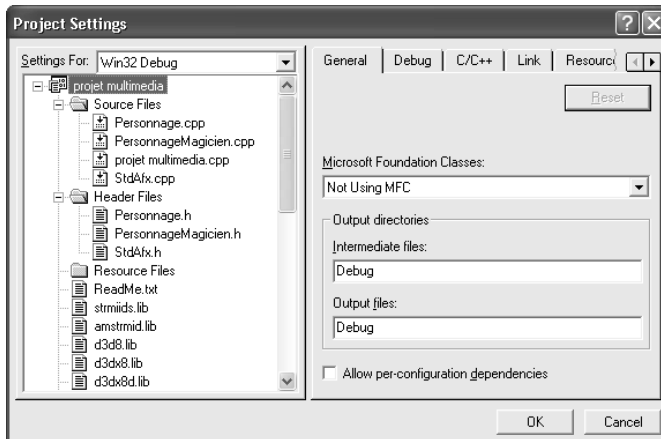 Project Settings
Settings For: Win32 Debug
projet multimedia
Source Files
Personnage.cpp
PersonnageMagicien.cpp
projet multimedia.cpp
StdAfx.cpp
Header Files
Personnage.h
PersonnageMagicien.h
StdAfx.h
Resource Files
ReadMe.txt
strmiids.lib
amstrmid.lib
d3d8.lib
d3dx8.lib
d3dx8d.lib
General Debug C/C++ Link Resourc
Reset
Microsoft Foundation Classes:
Not Using MFC
Output directories
Intermediate files:
Debug
Output files:
Debug
Allow per-configuration dependencies
OK Cancel